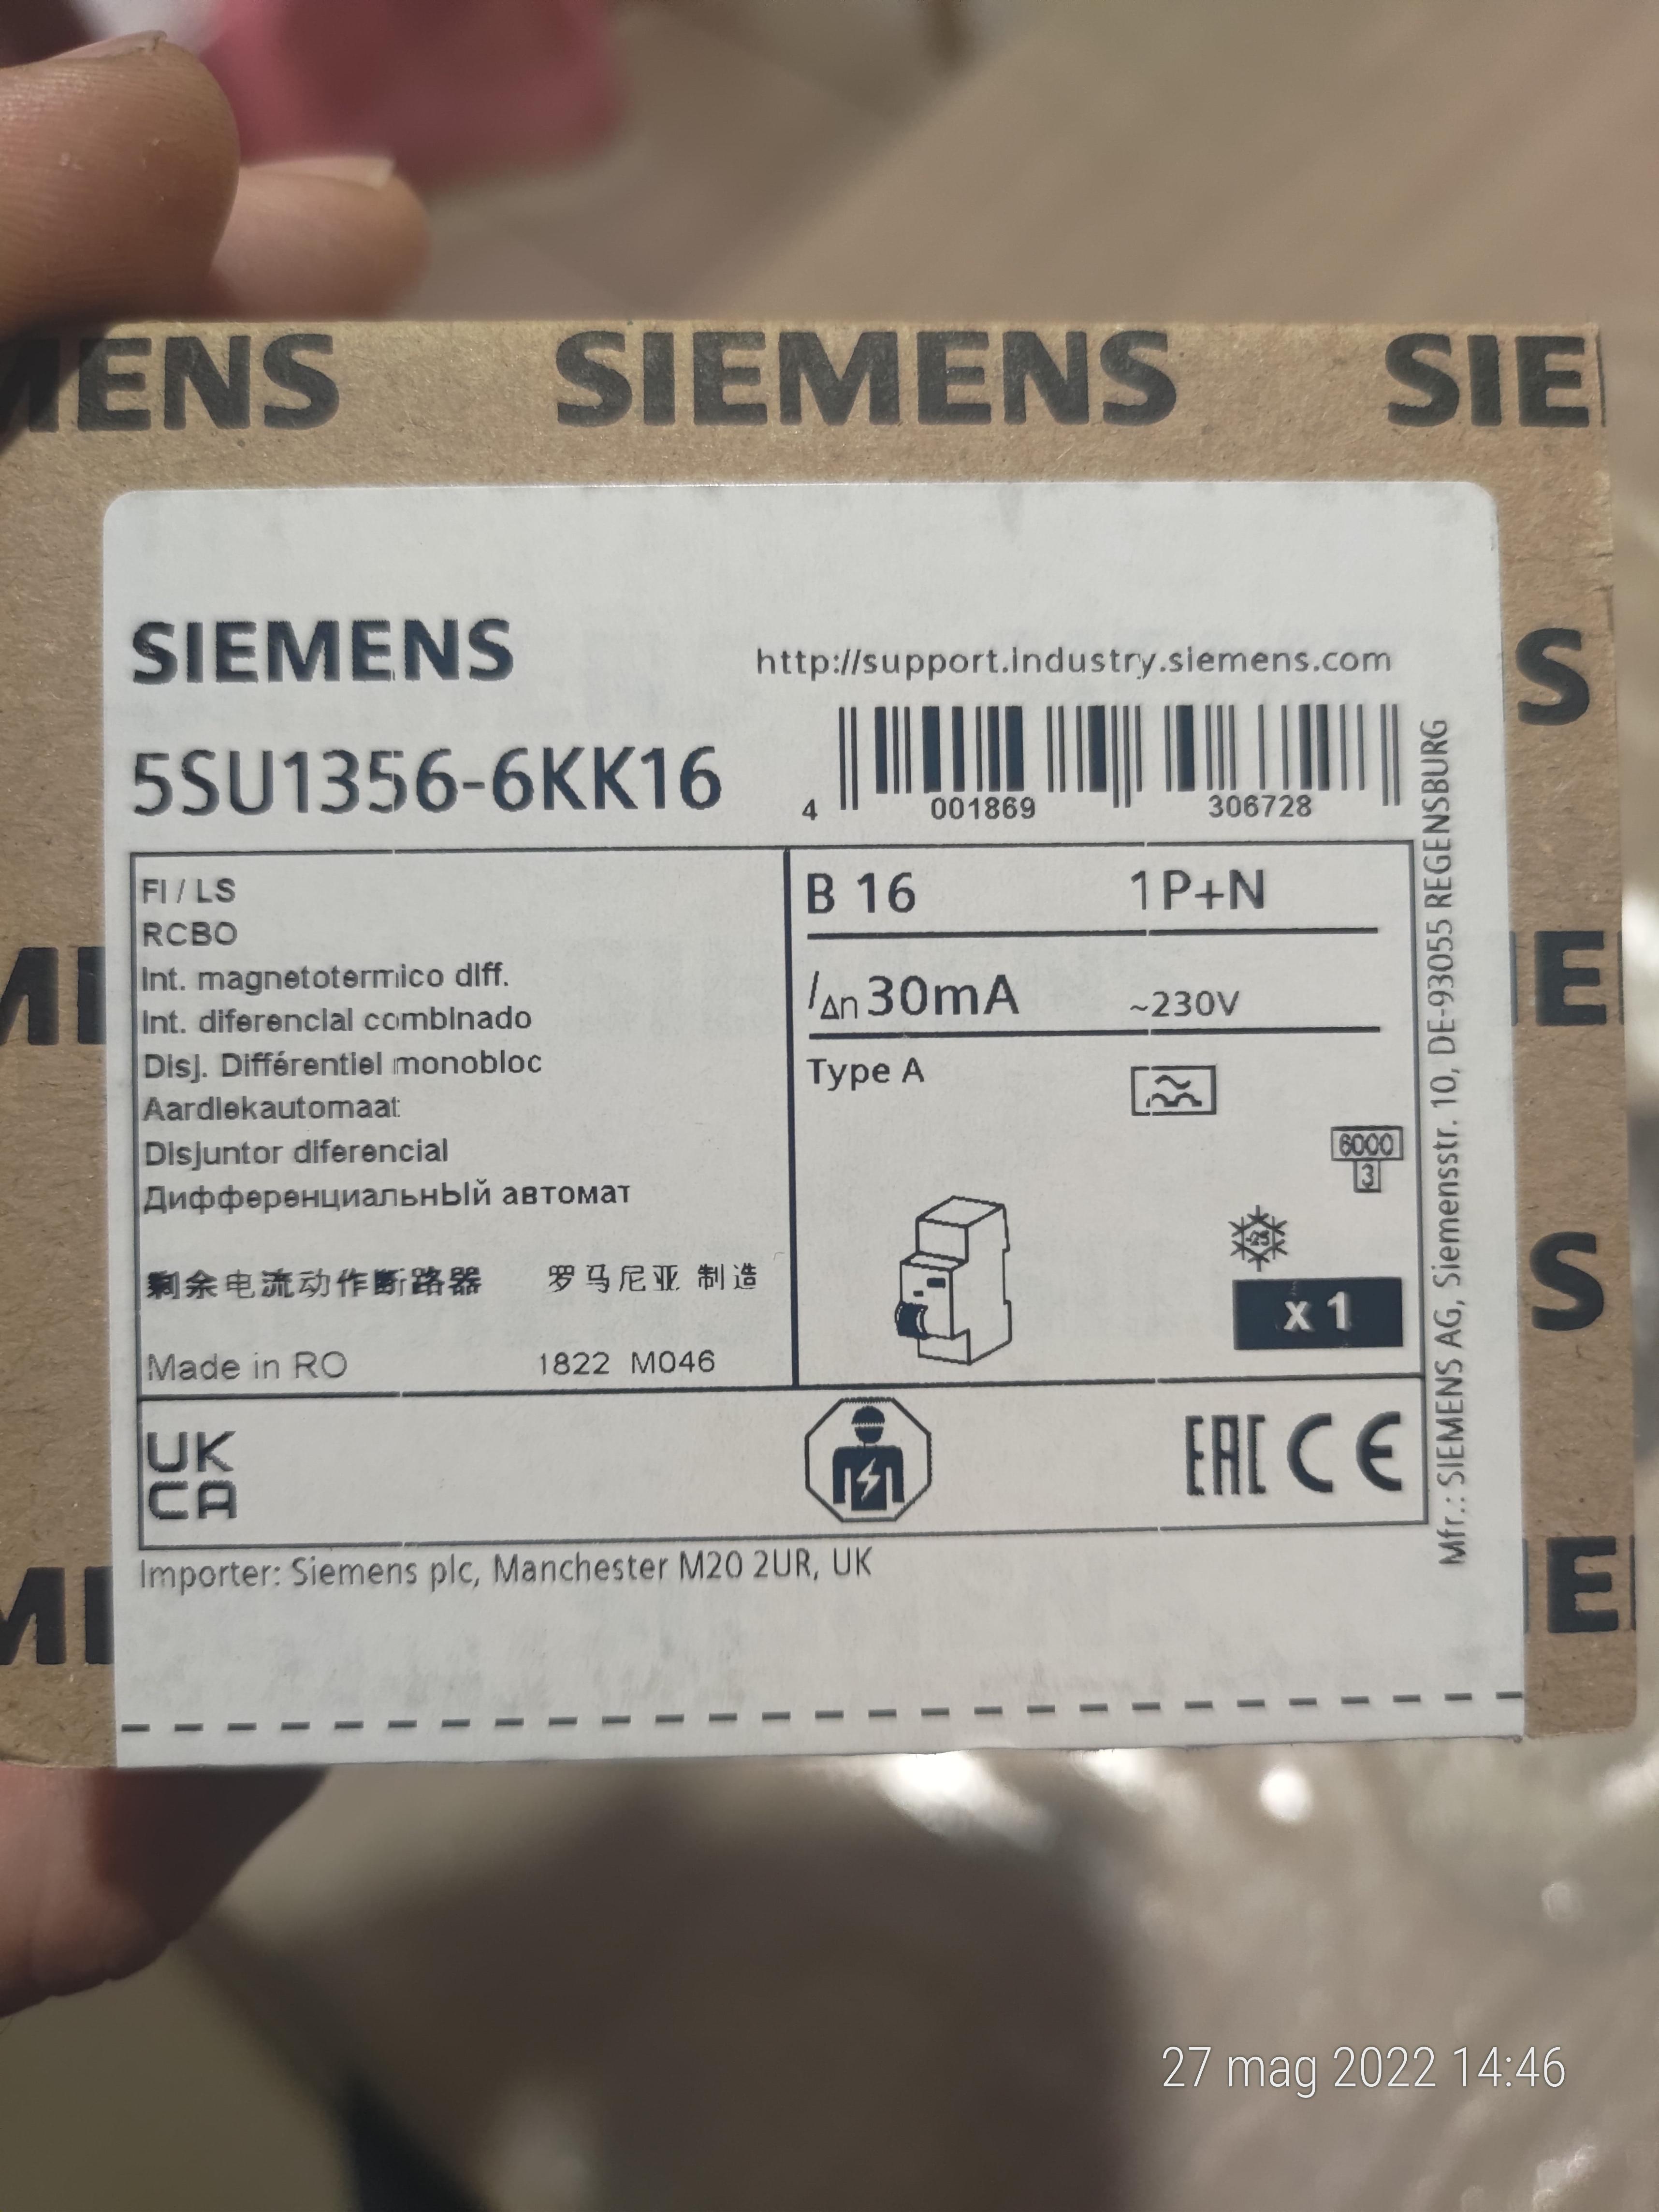 MENS SIEMENS SIE
SIEMENS
http://support.industry.siemens.com
5SU1356-6KK16
4 001869 306728
FI / LS
RCBO
Int. magnetotermico diff.
Int. diferencial combinado
Disj. Différentiel monobloc
Aardlekautomaat
Disjuntor diferencial
ДифференциальнЫй автомат
剩余电流动作断路器 罗马尼亚 制造
Made in RO 1822 M046
B 16 1P+N
I∆n 30mA ~230V
Type A
6000
3
x 1
UK
CA
EAC CE
Importer: Siemens plc, Manchester M20 2UR, UK
Mfr.: SIEMENS AG, Siemensstr. 10, DE-93055 REGENSBURG
S
MI
E
S
MI
E
27 mag 2022 14:46